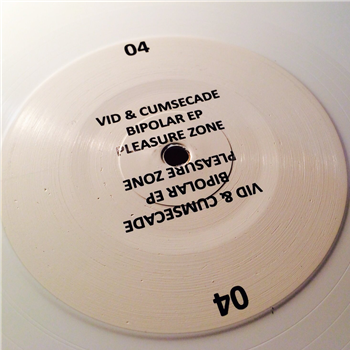 04
VID & CUMSECADE
BIPOLAR EP
PLEASURE ZONE
PLEASURE ZONE
BIPOLAR EP
VID & CUMSECADE
04